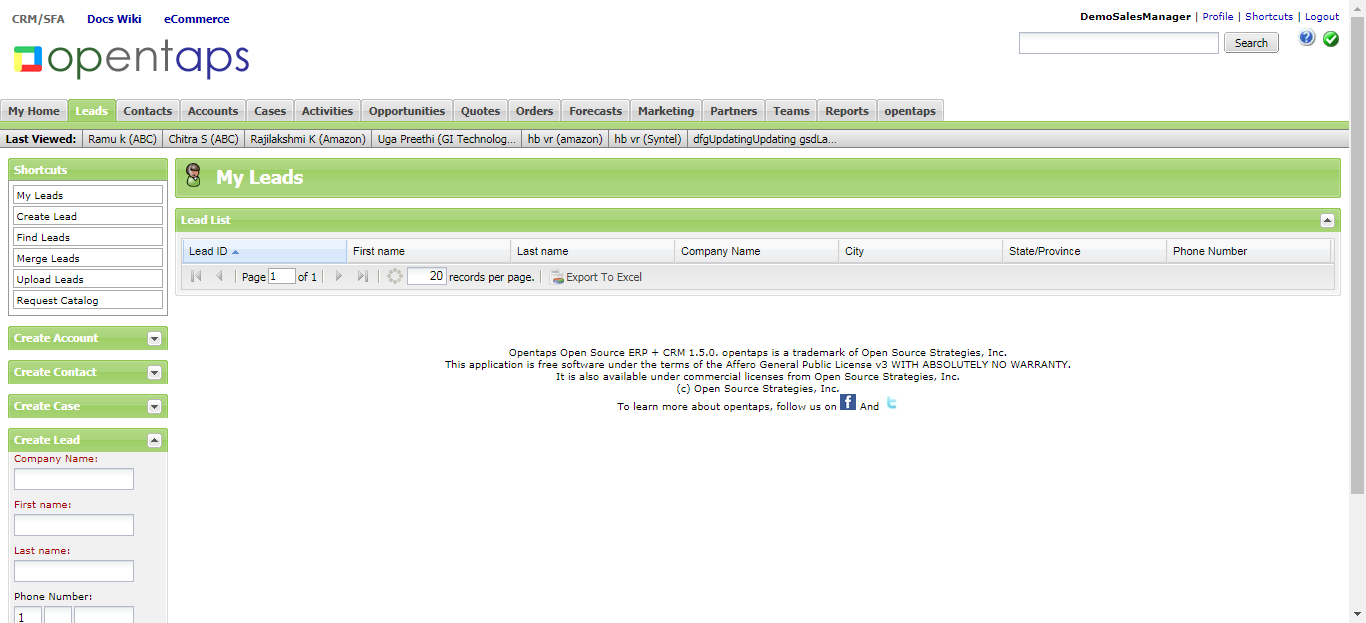 CRM/SFA Docs Wiki eCommerce
DemoSalesManager | Profile | Shortcuts | Logout
opentaps
Search
My Home Leads Contacts Accounts Cases Activities Opportunities Quotes Orders Forecasts Marketing Partners Teams Reports opentaps
Last Viewed: Ramu k (ABC) Chitra S (ABC) Rajilakshmi K (Amazon) Uga Preethi (GI Technolog... hb vr (amazon) hb vr (Syntel) dfgUpdatingUpdating gsdLa...
Shortcuts
My Leads
Create Lead
Find Leads
Merge Leads
Upload Leads
Request Catalog
Create Account
Create Contact
Create Case
Create Lead
Company Name:
First name:
Last name:
Phone Number:
1
My Leads
Lead List
Lead ID First name Last name Company Name City State/Province Phone Number
Page 1 of 1 20 records per page. Export To Excel
Opentaps Open Source ERP + CRM 1.5.0. opentaps is a trademark of Open Source Strategies, Inc.
This application is free software under the terms of the Affero General Public License v3 WITH ABSOLUTELY NO WARRANTY.
It is also available under commercial licenses from Open Source Strategies, Inc.
(c) Open Source Strategies, Inc.
To learn more about opentaps, follow us on f And t